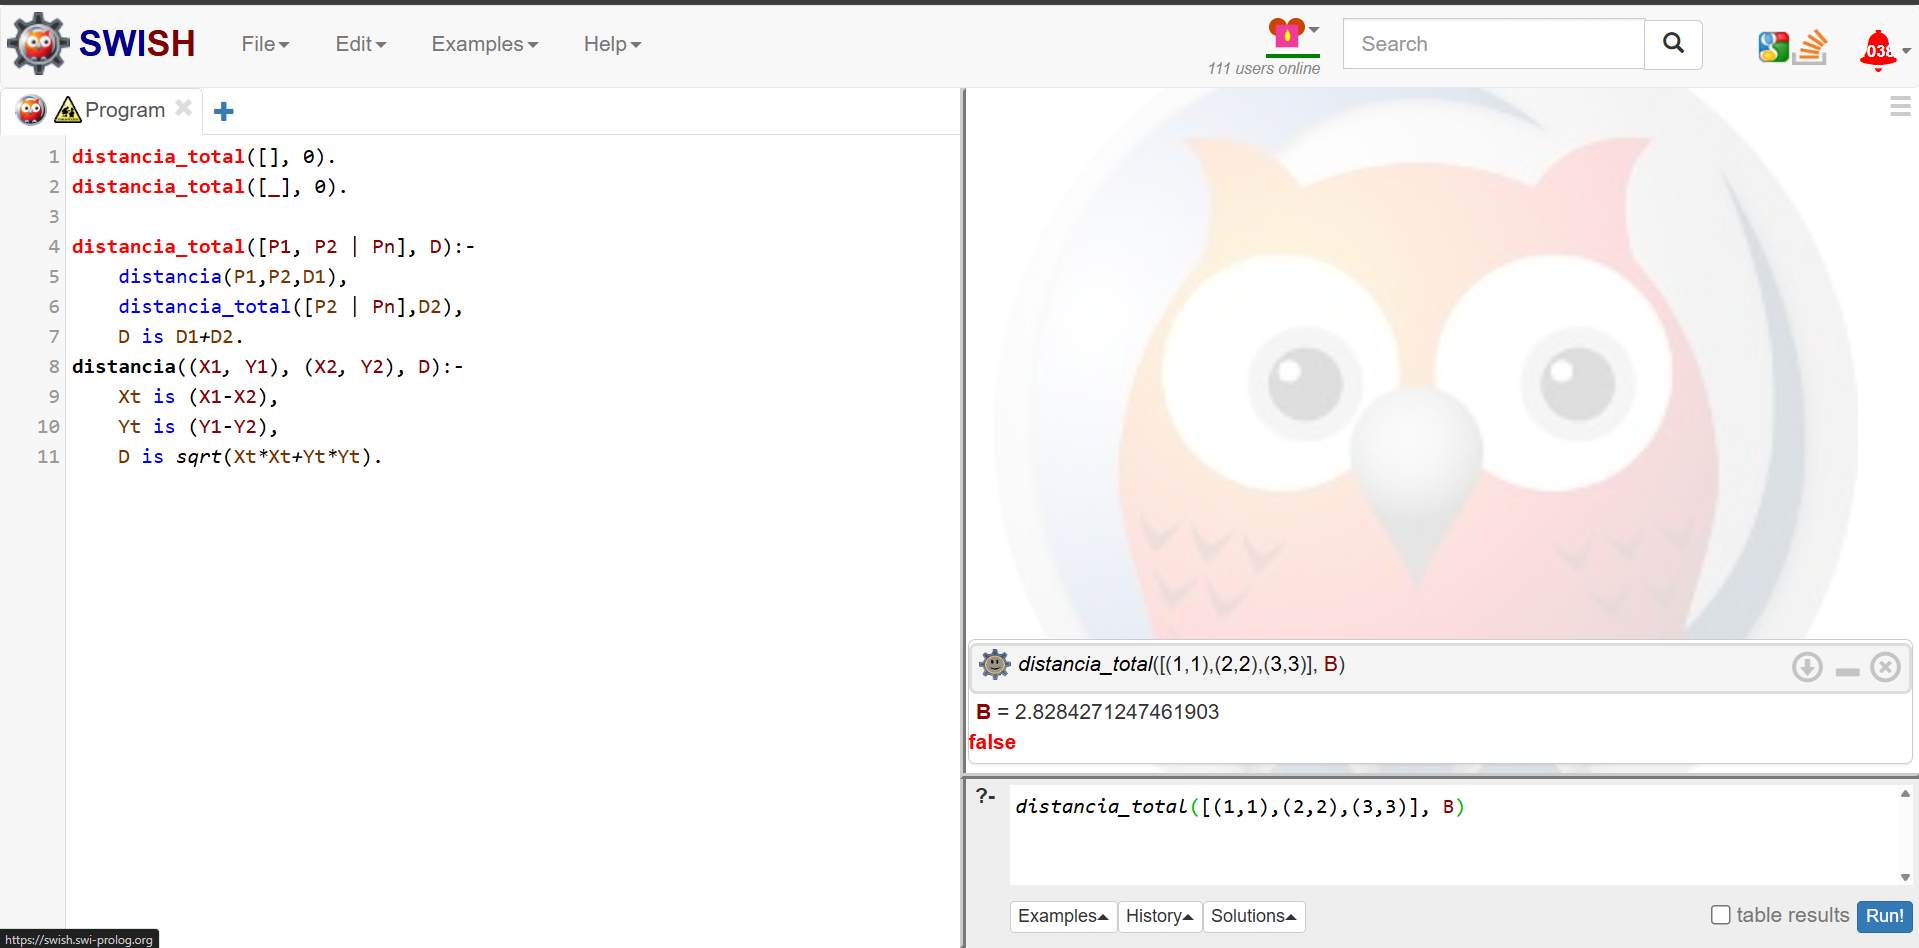 SWISH File Edit Examples Help 111 users online Search 038
Program
1 distancia_total([], 0).
2 distancia_total([_], 0).
3
4 distancia_total([P1, P2 | Pn], D):-
5 distancia(P1,P2,D1),
6 distancia_total([P2 | Pn],D2),
7 D is D1+D2.
8 distancia((X1, Y1), (X2, Y2), D):-
9 Xt is (X1-X2),
10 Yt is (Y1-Y2),
11 D is sqrt(Xt*Xt+Yt*Yt).
distancia_total([(1,1),(2,2),(3,3)], B)
B = 2.8284271247461903
false
?- distancia_total([(1,1),(2,2),(3,3)], B)
Examples History Solutions table results Run!
https://swish.swi-prolog.org